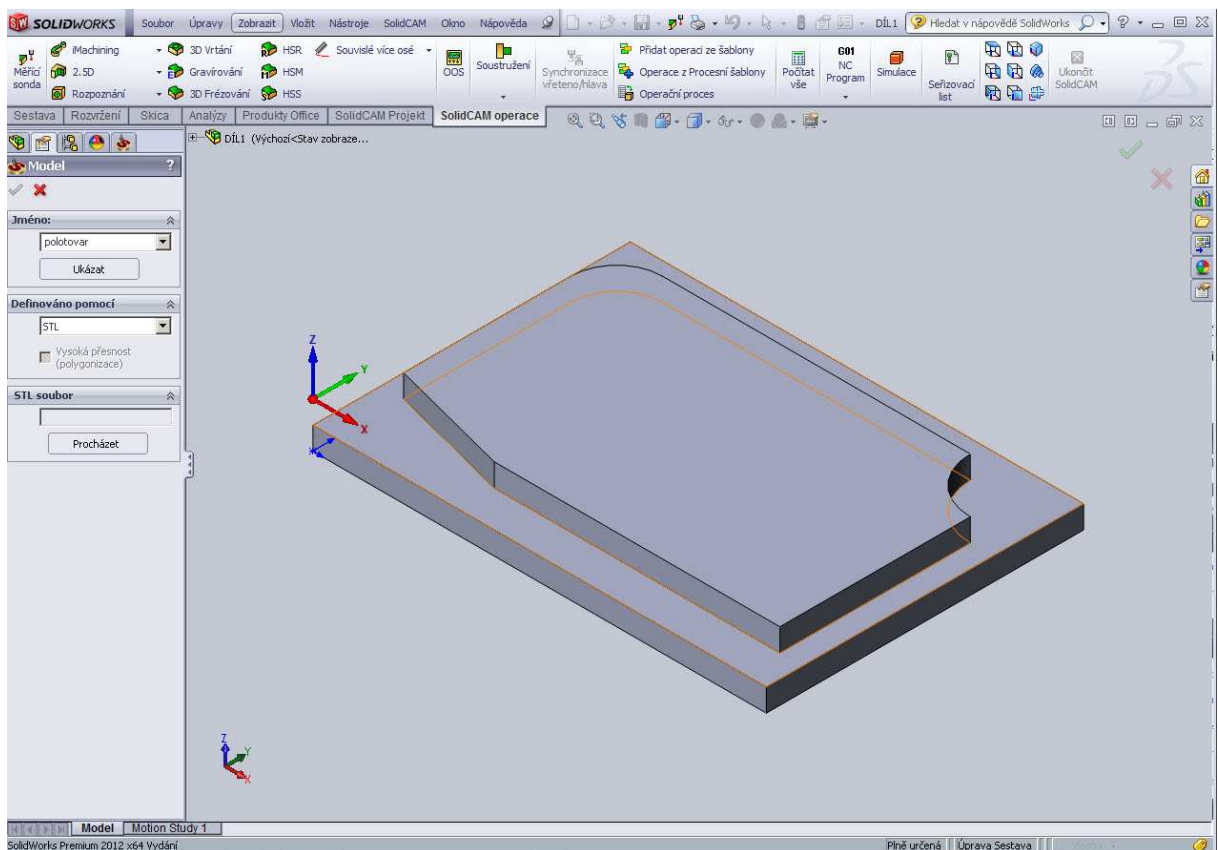 SOLIDWORKS Soubor Úpravy Zobrazit Vložit Nástroje SolidCAM Okno Nápověda DÍL1 Hledat v nápovědě SolidWorks
Měřicí sonda
iMachining
2.5D
Rozpoznání
3D Vrtání
Gravírování
3D Frézování
HSR
HSM
HSS
Souvislé více osé
OOS
Soustružení
Synchronizace
vřeteno/hlava
Přidat operaci ze šablony
Operace z Procesní šablony
Operační proces
Počítat
vše
G01
NC
Program
Simulace
Seřizovací
list
Ukončit
SolidCAM
Sestava Rozvržení Skica Analýzy Produkty Office SolidCAM Projekt SolidCAM operace
DÍL1 (Výchozí<Stav zobraze...
Model ?
Jméno:
polotovar
Ukázat
Definováno pomocí
STL
Vysoká přesnost
(polygonizace)
STL soubor
Procházet
Z
Y
X
Z
Y
X
Model Motion Study 1
SolidWorks Premium 2012 x64 Vydání Plně určená Úprava Sestava